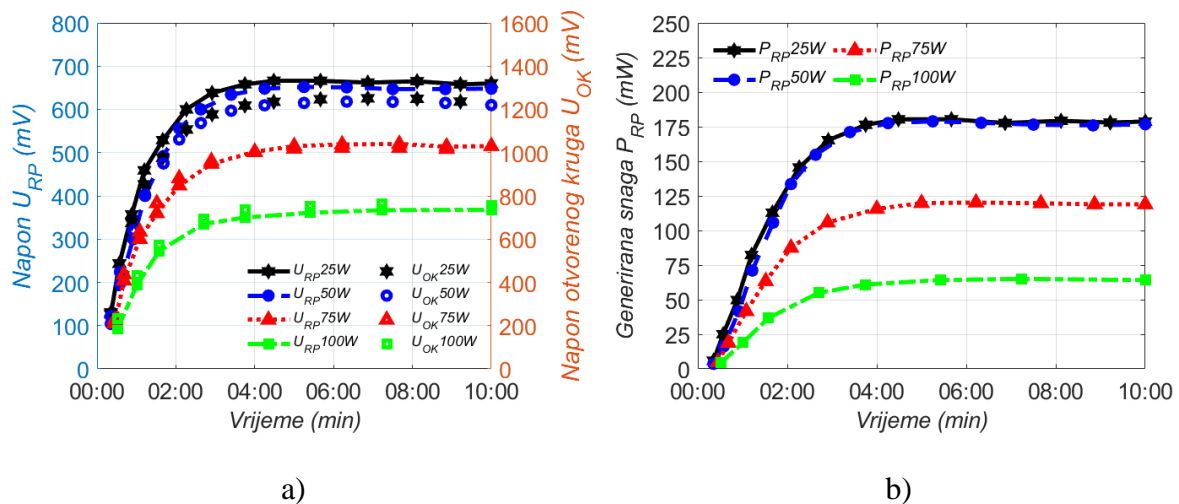 800
700
600
500
400
300
200
100
0
Napon U_RP (mV)
1600
1400
1200
1000
800
600
400
200
0
Napon otvorenog kruga U_OK (mV)
U_RP25W U_OK25W
U_RP50W U_OK50W
U_RP75W U_OK75W
U_RP100W U_OK100W
00:00 02:00 04:00 06:00 08:00 10:00
Vrijeme (min)
a)
250
225
200
175
150
125
100
75
50
25
0
Generirana snaga P_RP (mW)
P_RP25W P_RP75W
P_RP50W P_RP100W
00:00 02:00 04:00 06:00 08:00 10:00
Vrijeme (min)
b)